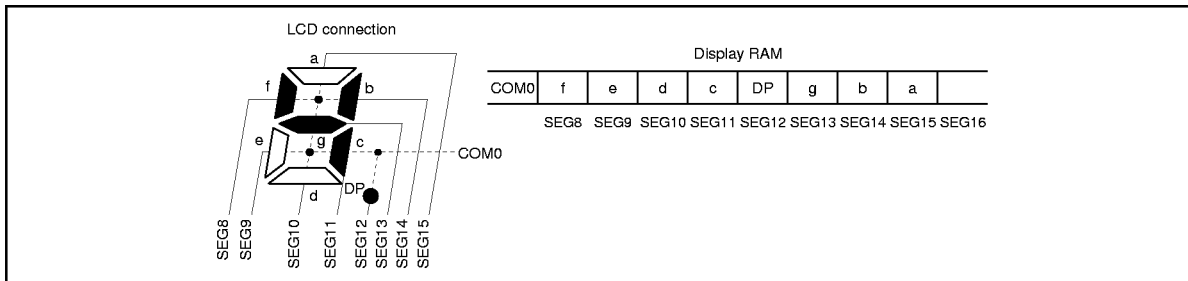 LCD connection
a
f
b
e
g
c
COM0
d
DP
SEG8
SEG9
SEG10
SEG11
SEG12
SEG13
SEG14
SEG15
Display RAM
COM0 f e d c DP g b a
SEG8 SEG9 SEG10 SEG11 SEG12 SEG13 SEG14 SEG15 SEG16